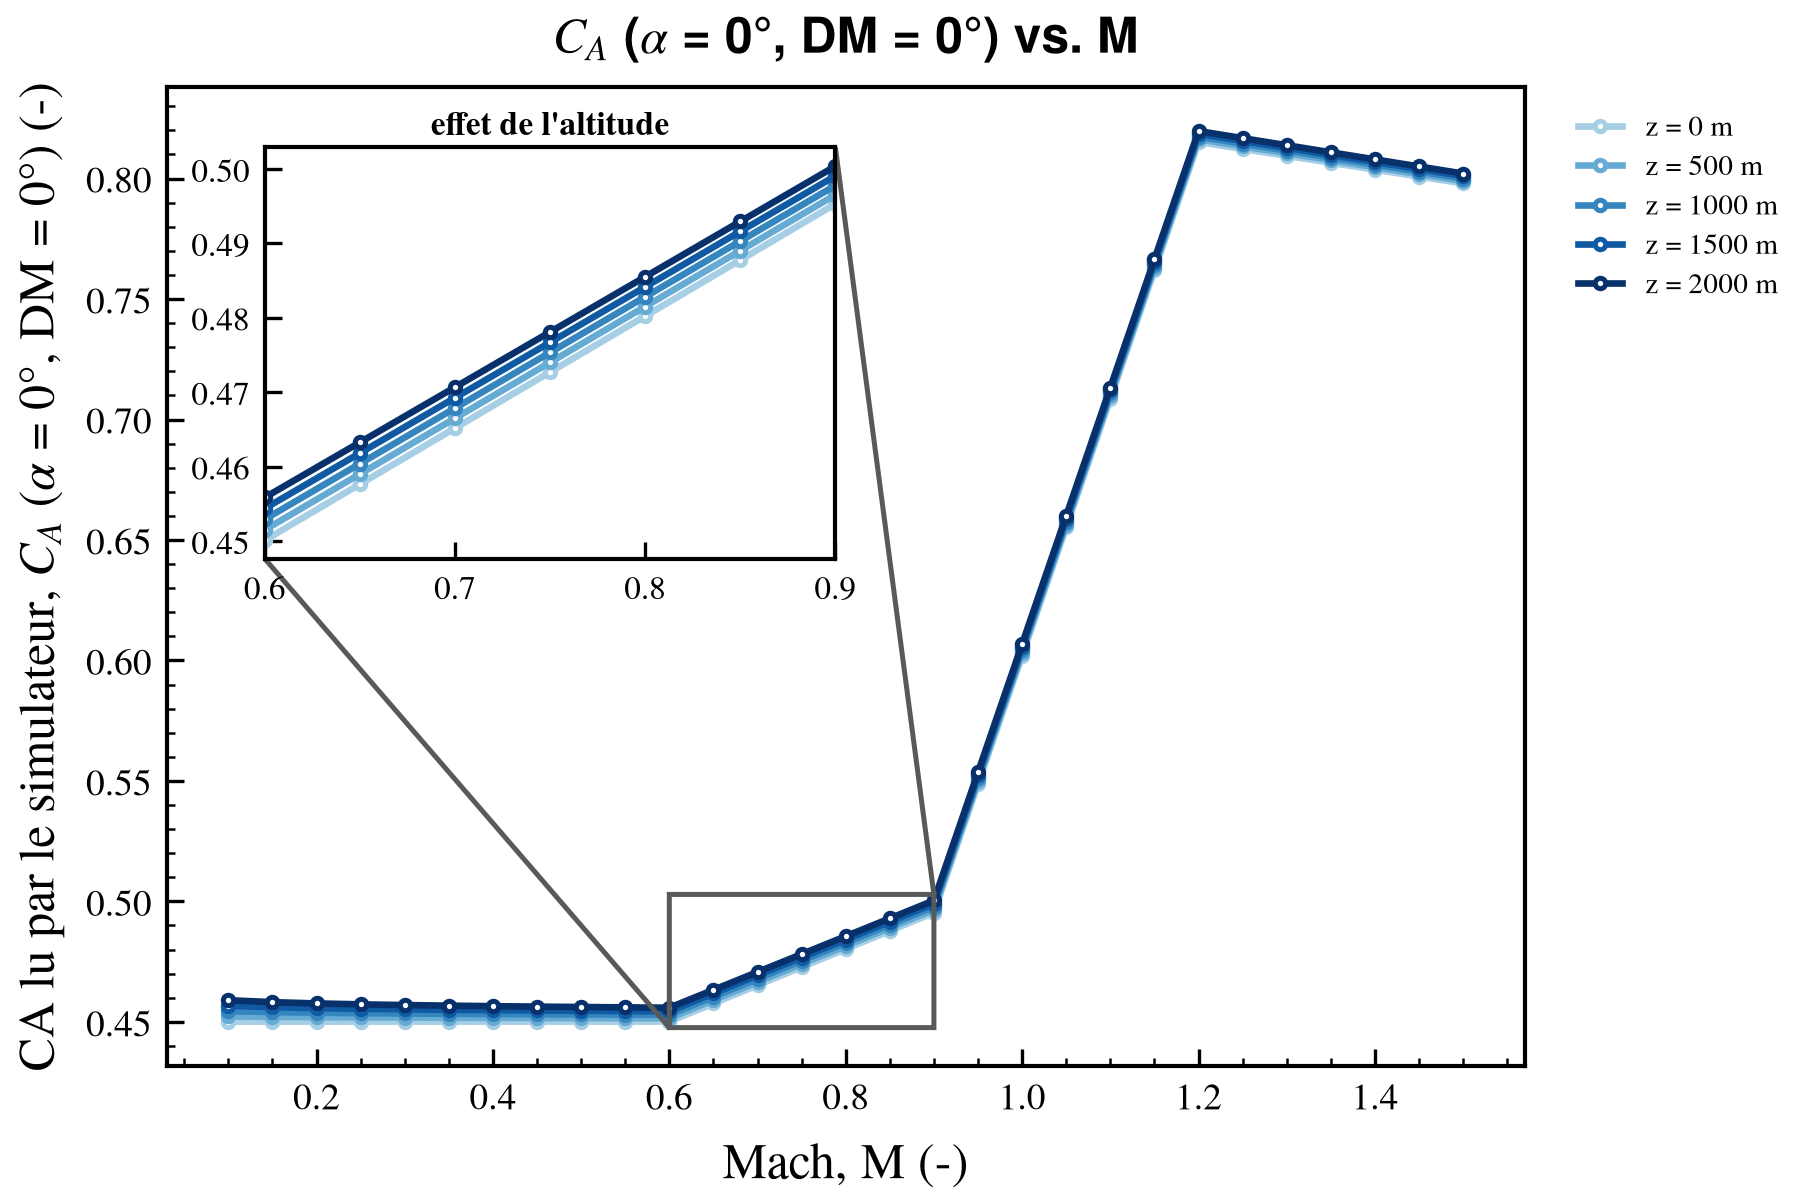 C_A (α = 0°, DM = 0°) vs. M
CA lu par le simulateur, C_A (α = 0°, DM = 0°) (-)
0.80
0.75
0.70
0.65
0.60
0.55
0.50
0.45
effet de l'altitude
0.50
0.49
0.48
0.47
0.46
0.45
0.6 0.7 0.8 0.9
z = 0 m
z = 500 m
z = 1000 m
z = 1500 m
z = 2000 m
0.2 0.4 0.6 0.8 1.0 1.2 1.4
Mach, M (-)